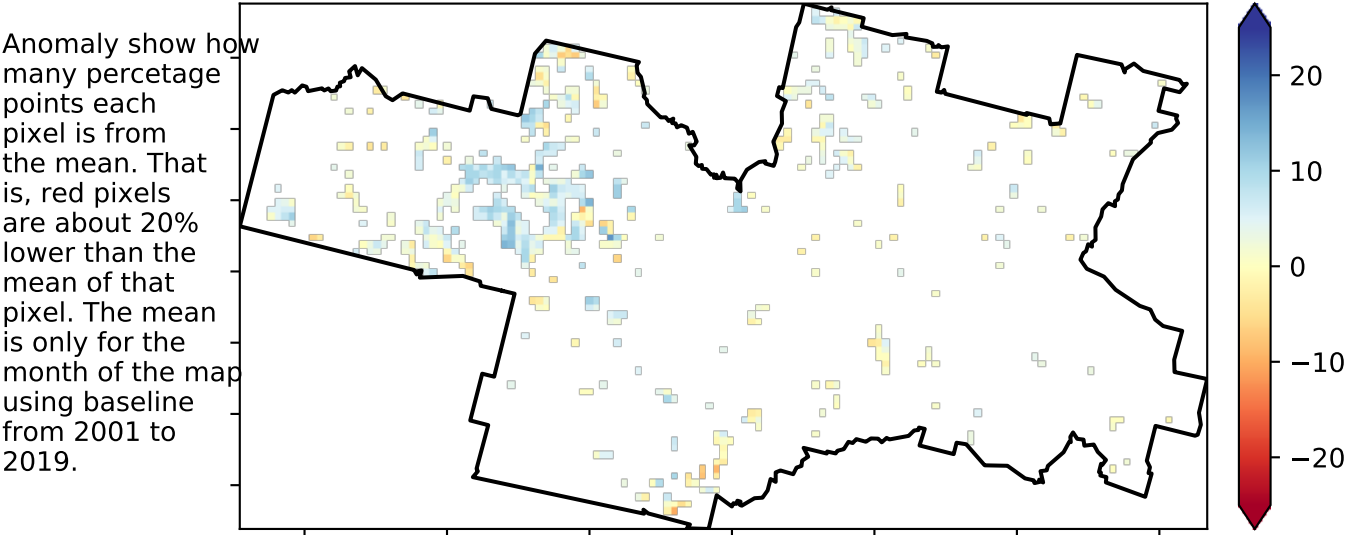 Anomaly show how
many percetage
points each
pixel is from
the mean. That
is, red pixels
are about 20%
lower than the
mean of that
pixel. The mean
is only for the
month of the map
using baseline
from 2001 to
2019.
20
10
0
−10
−20